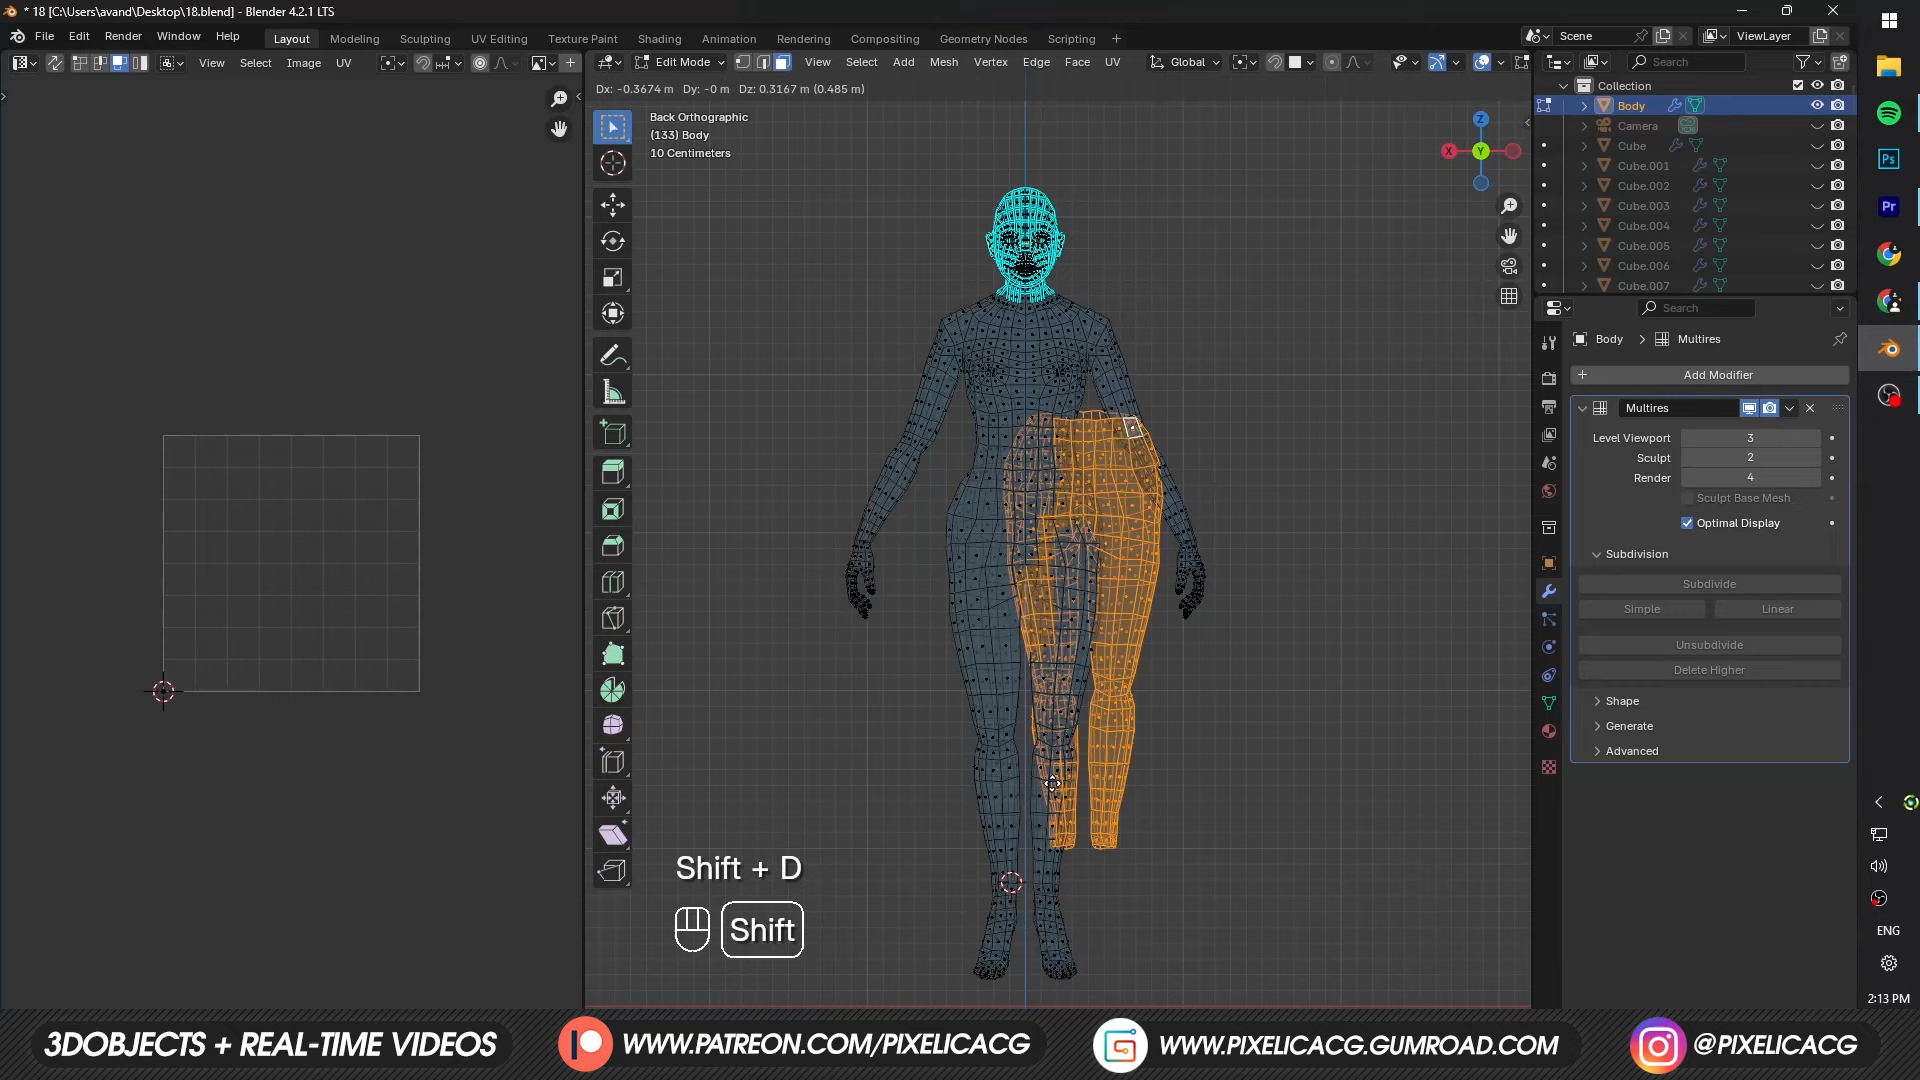 * 18 [C:\Users\avand\Desktop\18.blend] - Blender 4.2.1 LTS
File Edit Render Window Help
Layout Modeling Sculpting UV Editing Texture Paint Shading Animation Rendering Compositing Geometry Nodes Scripting +
Scene ViewLayer
View Select Image UV
Edit Mode View Select Add Mesh Vertex Edge Face UV Global
Search
Dx: -0.3674 m Dy: -0 m Dz: 0.3167 m (0.485 m)
Back Orthographic
(133) Body
10 Centimeters
Z
X
Y
Collection
Body
Camera
Cube
Cube.001
Cube.002
Cube.003
Cube.004
Cube.005
Cube.006
Cube.007
Search
Body > Multires
+ Add Modifier
Multires
Level Viewport 3
Sculpt 2
Render 4
Sculpt Base Mesh
Optimal Display
Subdivision
Subdivide
Simple Linear
Unsubdivide
Delete Higher
Shape
Generate
Advanced
Shift + D
Shift
Ps
Pr
ENG
2:13 PM
3DOBJECTS + REAL-TIME VIDEOS
WWW.PATREON.COM/PIXELICACG
WWW.PIXELICACG.GUMROAD.COM
@PIXELICACG